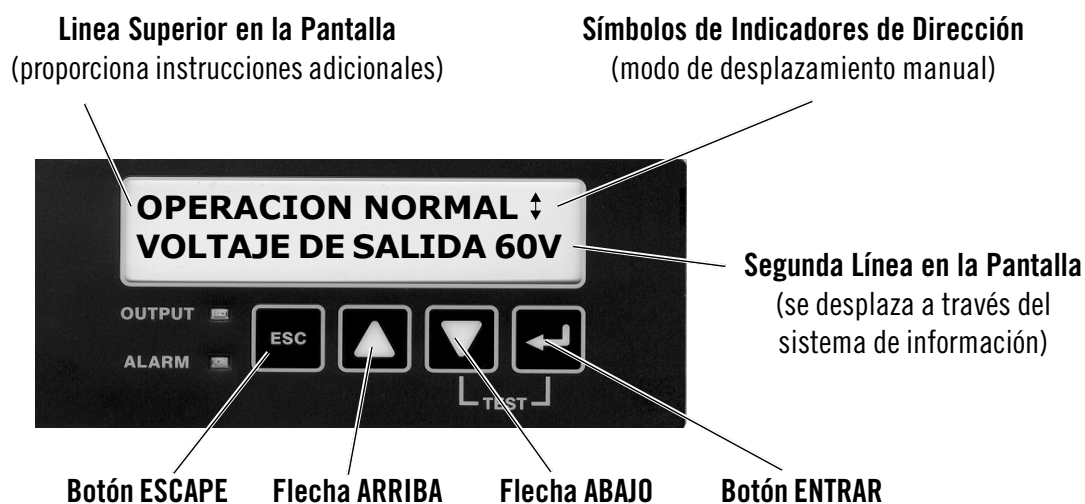 Linea Superior en la Pantalla
(proporciona instrucciones adicionales)
Símbolos de Indicadores de Dirección
(modo de desplazamiento manual)
OPERACION NORMAL ↕
VOLTAJE DE SALIDA 60V
Segunda Línea en la Pantalla
(se desplaza a través del
sistema de información)
OUTPUT
ALARM
ESC
TEST
Botón ESCAPE
Flecha ARRIBA
Flecha ABAJO
Botón ENTRAR